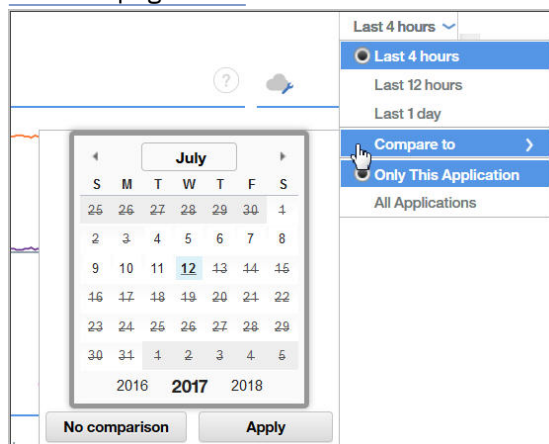 Last 4 hours
Last 4 hours
Last 12 hours
Last 1 day
Compare to
Only This Application
All Applications
?
July
S M T W T F S
25 26 27 28 29 30 1
2 3 4 5 6 7 8
9 10 11 12 13 14 15
16 17 18 19 20 21 22
23 24 25 26 27 28 29
30 31 1 2 3 4 5
2016 2017 2018
No comparison Apply